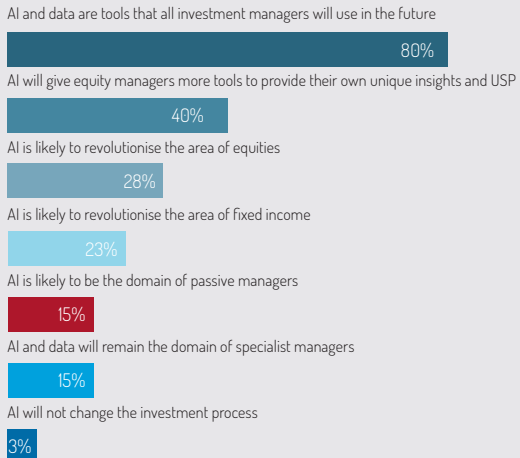 AI and data are tools that all investment managers will use in the future
80%
AI will give equity managers more tools to provide their own unique insights and USP
40%
AI is likely to revolutionise the area of equities
28%
AI is likely to revolutionise the area of fixed income
23%
AI is likely to be the domain of passive managers
15%
AI and data will remain the domain of specialist managers
15%
AI will not change the investment process
3%